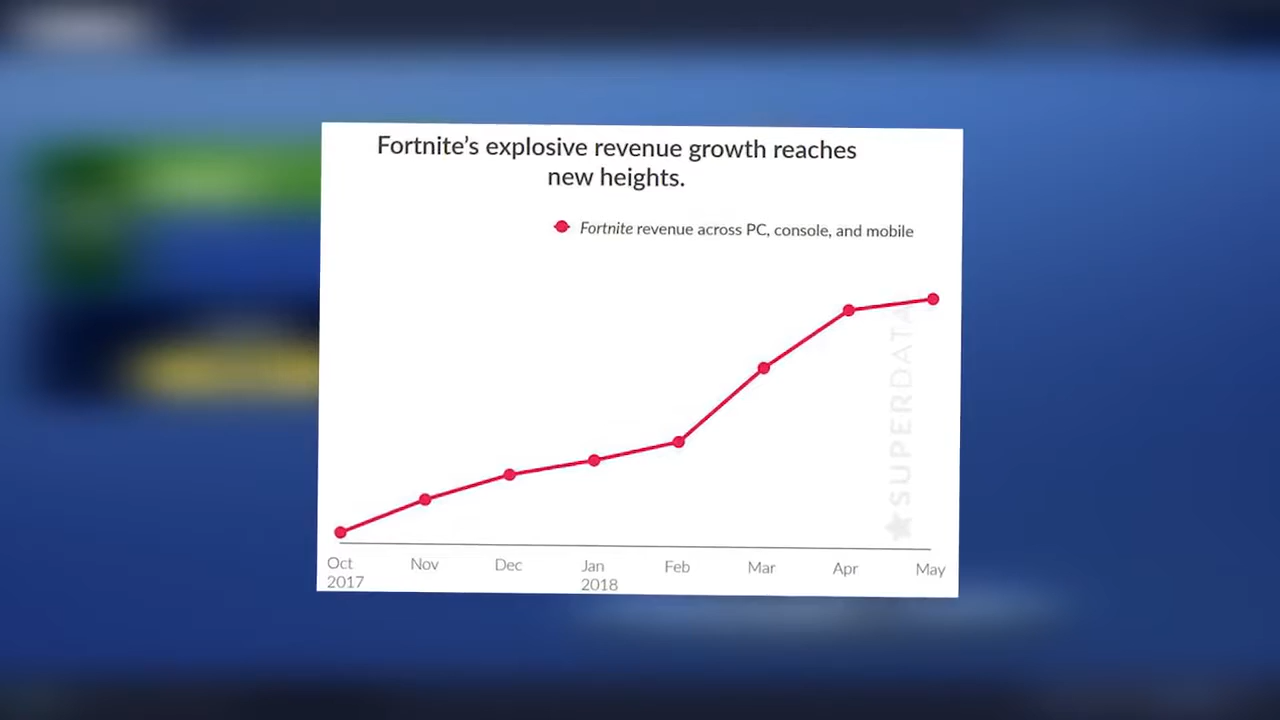 Fortnite’s explosive revenue growth reaches
new heights.
Fortnite revenue across PC, console, and mobile
SUPERDATA
Oct
2017
Nov
Dec
Jan
2018
Feb
Mar
Apr
May